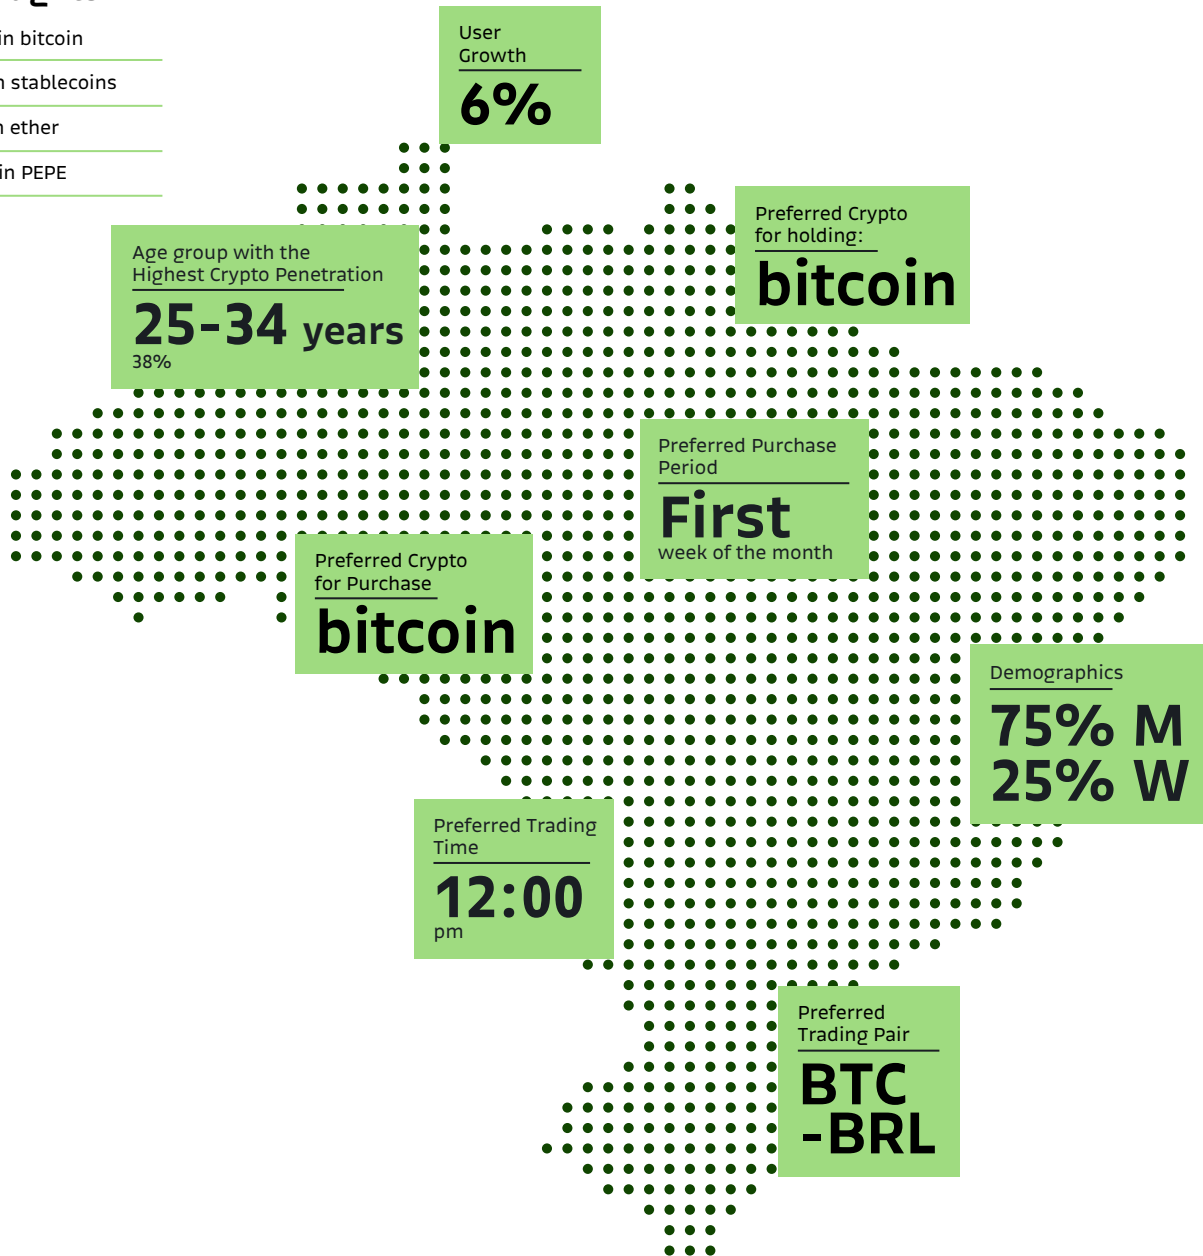 in bitcoin
stablecoins
ether
in PEPE
User
Growth
6%
Preferred Crypto
for holding:
bitcoin
Age group with the
Highest Crypto Penetration
25-34 years
38%
Preferred Purchase
Period
First
week of the month
Preferred Crypto
for Purchase
bitcoin
Demographics
75% M
25% W
Preferred Trading
Time
12:00
pm
Preferred
Trading Pair
BTC
-BRL